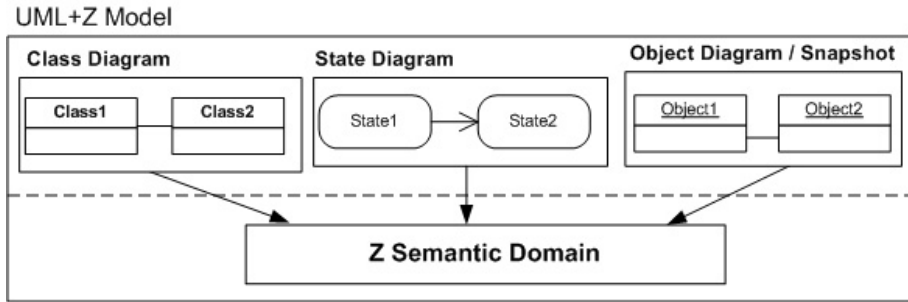 UML+Z Model
Class Diagram
State Diagram
Object Diagram / Snapshot
Class1
Class2
State1
State2
Object1
Object2
Z Semantic Domain